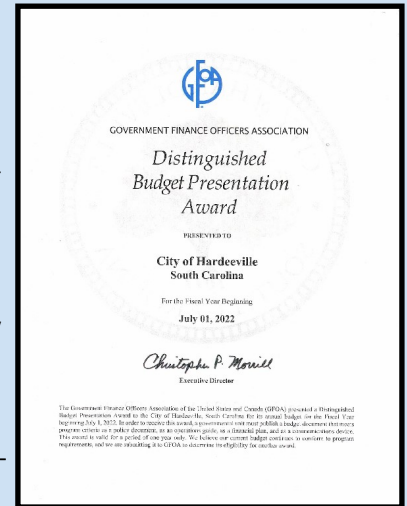 GFOA
GOVERNMENT FINANCE OFFICERS ASSOCIATION
Distinguished
Budget Presentation
Award
PRESENTED TO
City of Hardeeville
South Carolina
For the Fiscal Year Beginning
July 01, 2022
Christopher P. Morrill
Executive Director
The Government Finance Officers Association of the United States and Canada (GFOA) presented a Distinguished
Budget Presentation Award to the City of Hardeeville, South Carolina for its annual budget for the Fiscal Year
beginning July 1, 2022. In order to receive this award, a governmental unit must publish a budget document that meets
program criteria as a policy document, as an operations guide, as a financial plan, and as a communications device.
This award is valid for a period of one year only. We believe our current budget continues to conform to program
requirements, and we are submitting it to GFOA to determine its eligibility for another award.